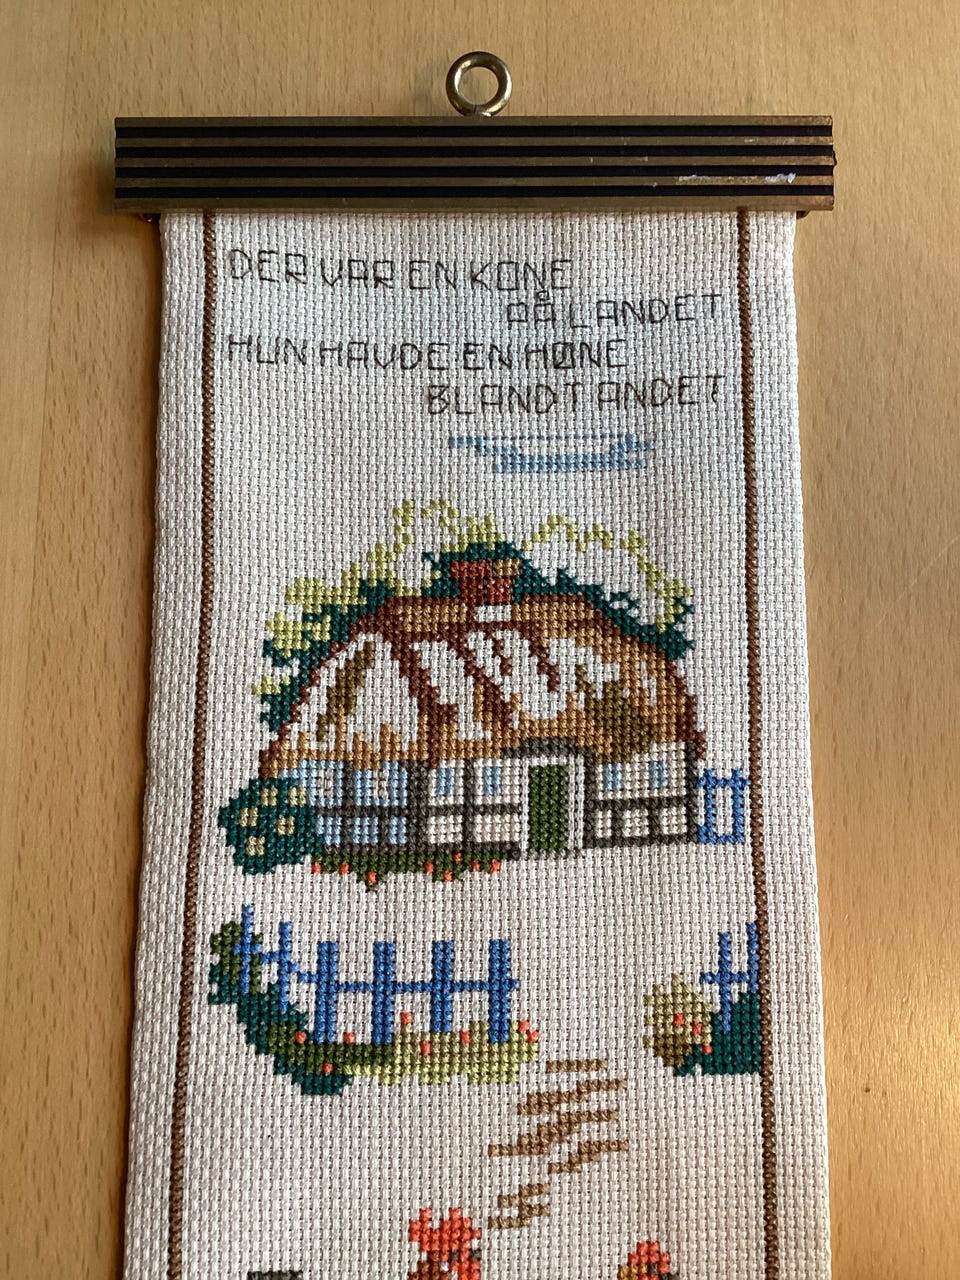 DER VAR EN KONE
PÅ LANDET
HUN HAVDE EN HØNE
BLANDT ANDET